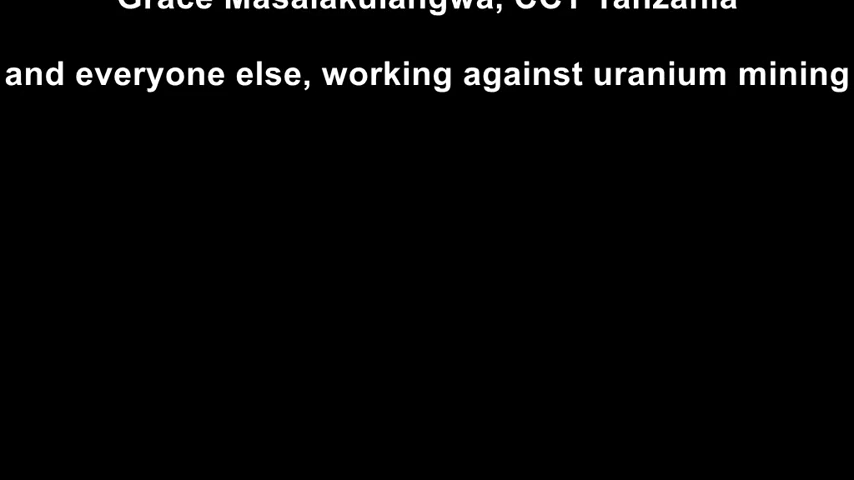 Grace Masalakulangwa, CCT Tanzania
and everyone else, working against uranium mining